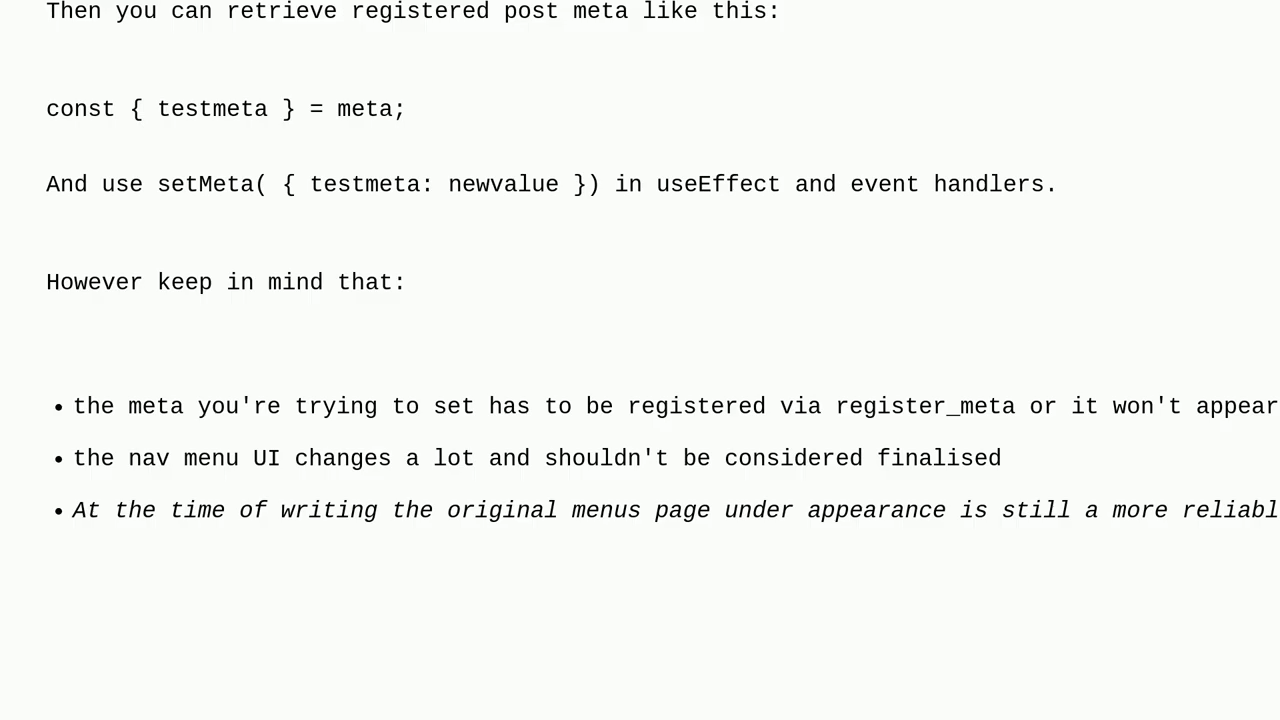 Then you can retrieve registered post meta like this:
const { testmeta } = meta;
And use setMeta( { testmeta: newvalue }) in useEffect and event handlers.
However keep in mind that:
• the meta you're trying to set has to be registered via register_meta or it won't appear
• the nav menu UI changes a lot and shouldn't be considered finalised
• At the time of writing the original menus page under appearance is still a more